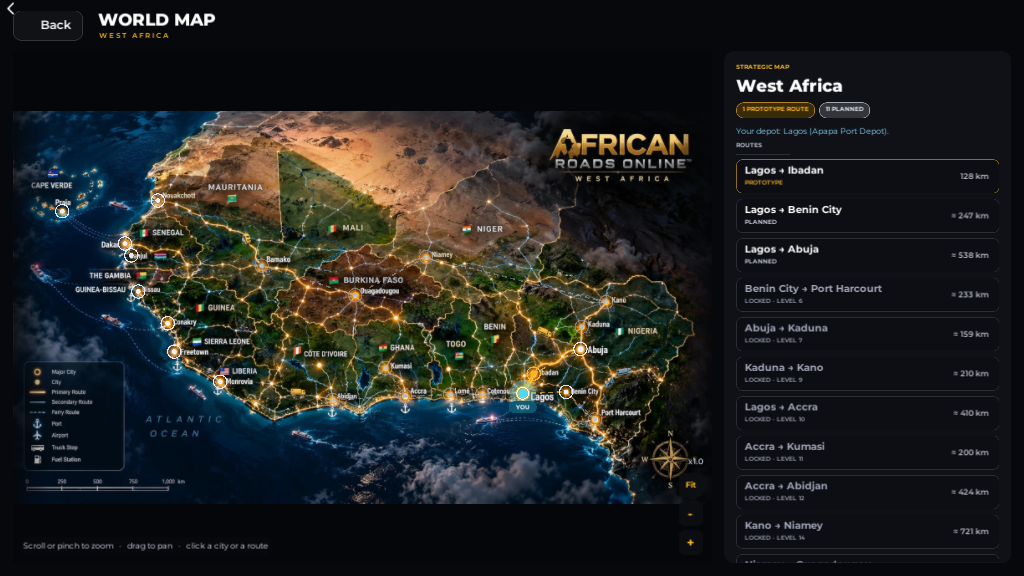 Back
WORLD MAP
WEST AFRICA
AFRICAN
ROADS ONLINE™
WEST AFRICA
CAPE VERDE
Praia
MAURITANIA
Nouakchott
SENEGAL
MALI
NIGER
Bamako
Niamey
THE GAMBIA
GUINEA-BISSAU
BURKINA FASO
Ouagadougou
GUINEA
Conakry
Kano
BENIN
Kaduna
NIGERIA
SIERRA LEONE
Freetown
CÔTE D'IVOIRE
GHANA
TOGO
Abuja
LIBERIA
Monrovia
Kumasi
Ibadan
Abidjan
Accra
Lome
Cotonou
Lagos
Benin City
YOU
Port Harcourt
ATLANTIC
OCEAN
Major City
City
Primary Route
Secondary Route
Ferry Route
Port
Airport
Truck Stop
Fuel Station
0 250 500 750 1,000 km
N
W
S
x1.0
Fit
-
+
Scroll or pinch to zoom · drag to pan · click a city or a route
STRATEGIC MAP
West Africa
1 PROTOTYPE ROUTE
11 PLANNED
Your depot: Lagos (Apapa Port Depot).
ROUTES
Lagos → Ibadan
PROTOTYPE
128 km
Lagos → Benin City
PLANNED
≈ 247 km
Lagos → Abuja
PLANNED
≈ 538 km
Benin City → Port Harcourt
LOCKED · LEVEL 6
≈ 233 km
Abuja → Kaduna
LOCKED · LEVEL 7
≈ 159 km
Kaduna → Kano
LOCKED · LEVEL 9
≈ 210 km
Lagos → Accra
LOCKED · LEVEL 10
≈ 410 km
Accra → Kumasi
LOCKED · LEVEL 11
≈ 200 km
Accra → Abidjan
LOCKED · LEVEL 12
≈ 424 km
Kano → Niamey
LOCKED · LEVEL 14
≈ 721 km